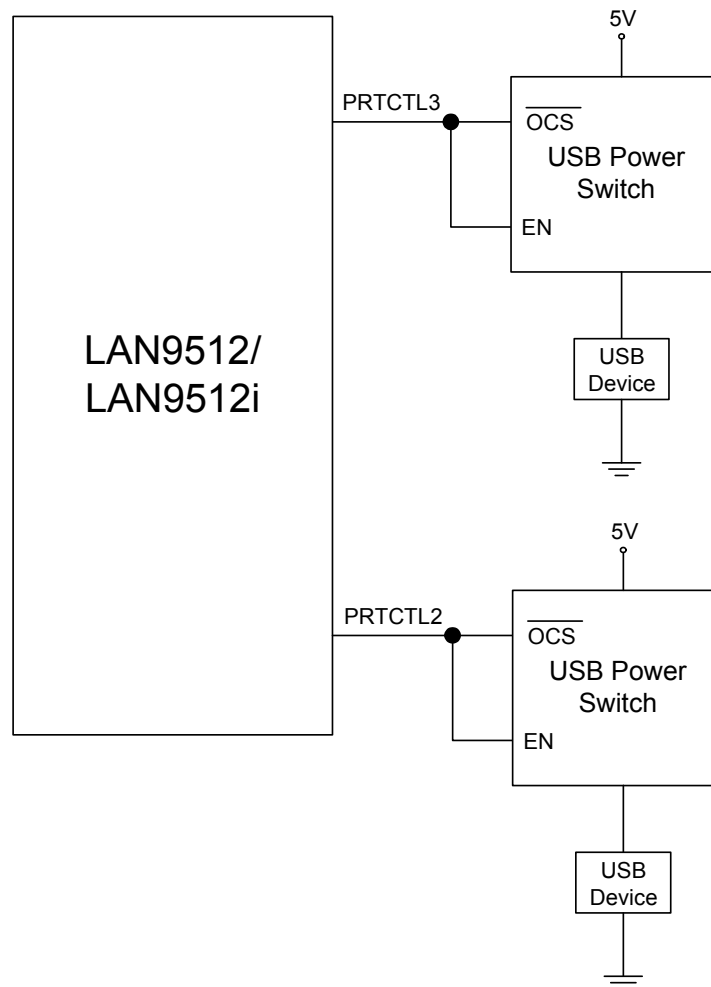 5V
PRTCTL3
OCS
USB Power
Switch
EN
LAN9512/
LAN9512i
USB
Device
5V
PRTCTL2
OCS
USB Power
Switch
EN
USB
Device